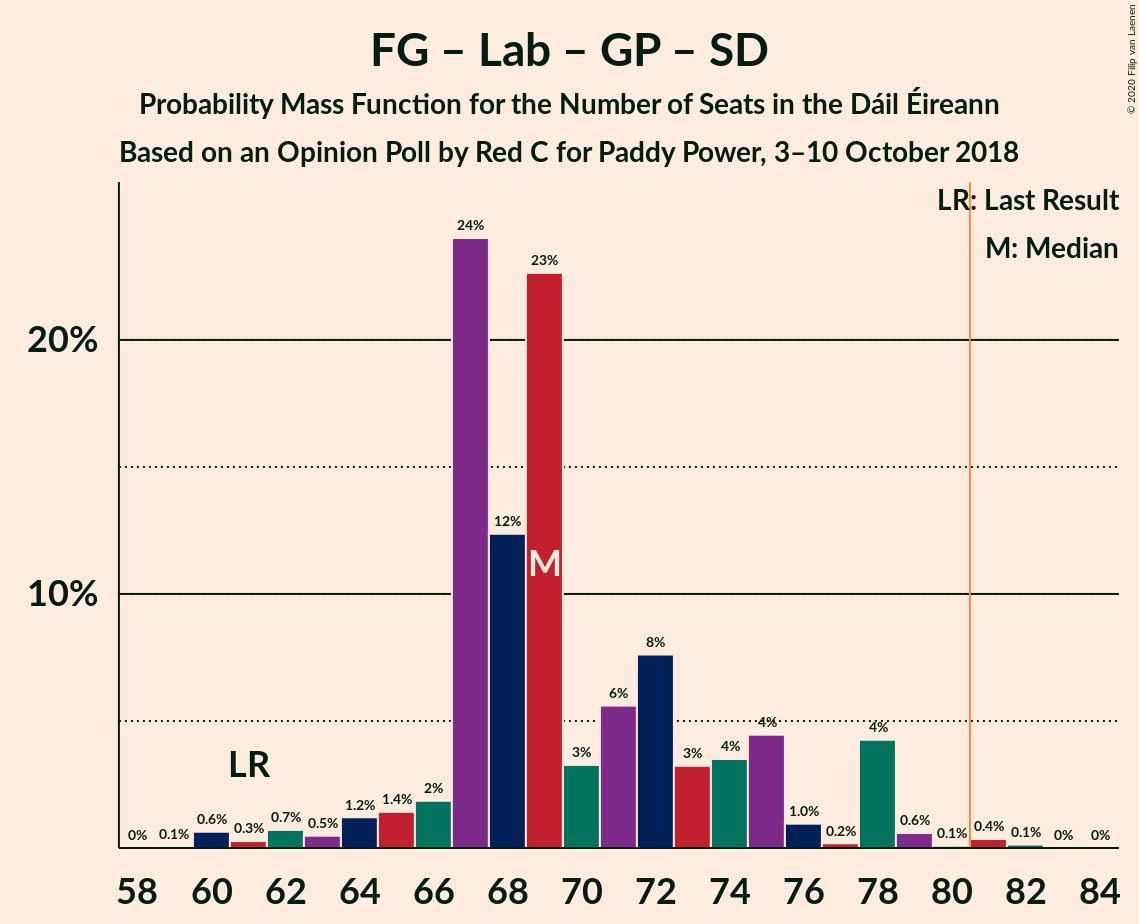 FG – Lab – GP – SD
Probability Mass Function for the Number of Seats in the Dáil Éireann
Based on an Opinion Poll by Red C for Paddy Power, 3–10 October 2018
© 2020 Filip van Laenen
LR: Last Result
M: Median
20%
10%
LR
M
0% 0.1% 0.6% 0.3% 0.7% 0.5% 1.2% 1.4% 2% 24% 12% 23% 3% 6% 8% 3% 4% 4% 1.0% 0.2% 4% 0.6% 0.1% 0.4% 0.1% 0% 0%
58 60 62 64 66 68 70 72 74 76 78 80 82 84